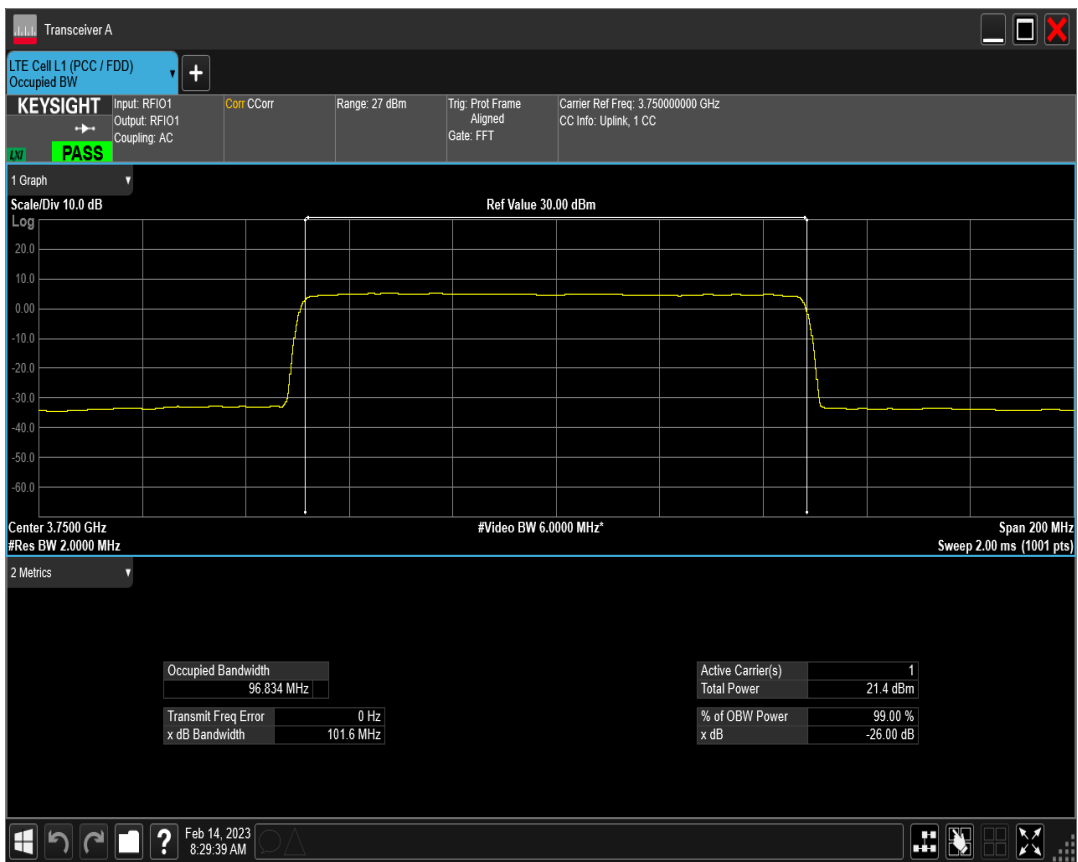 Transceiver A
LTE Cell L1 (PCC / FDD)
Occupied BW
+
KEYSIGHT
LXI
PASS
Input: RFIO1
Output: RFIO1
Coupling: AC
Corr CCorr
Range: 27 dBm
Trig: Prot Frame
Aligned
Gate: FFT
Carrier Ref Freq: 3.750000000 GHz
CC Info: Uplink, 1 CC
1 Graph
Scale/Div 10.0 dB
Ref Value 30.00 dBm
Log
20.0
10.0
0.00
-10.0
-20.0
-30.0
-40.0
-50.0
-60.0
Center 3.7500 GHz
#Video BW 6.0000 MHz*
Span 200 MHz
#Res BW 2.0000 MHz
Sweep 2.00 ms (1001 pts)
2 Metrics
Occupied Bandwidth
96.834 MHz
Transmit Freq Error 0 Hz
x dB Bandwidth 101.6 MHz
Active Carrier(s) 1
Total Power 21.4 dBm
% of OBW Power 99.00 %
x dB -26.00 dB
?
Feb 14, 2023
8:29:39 AM